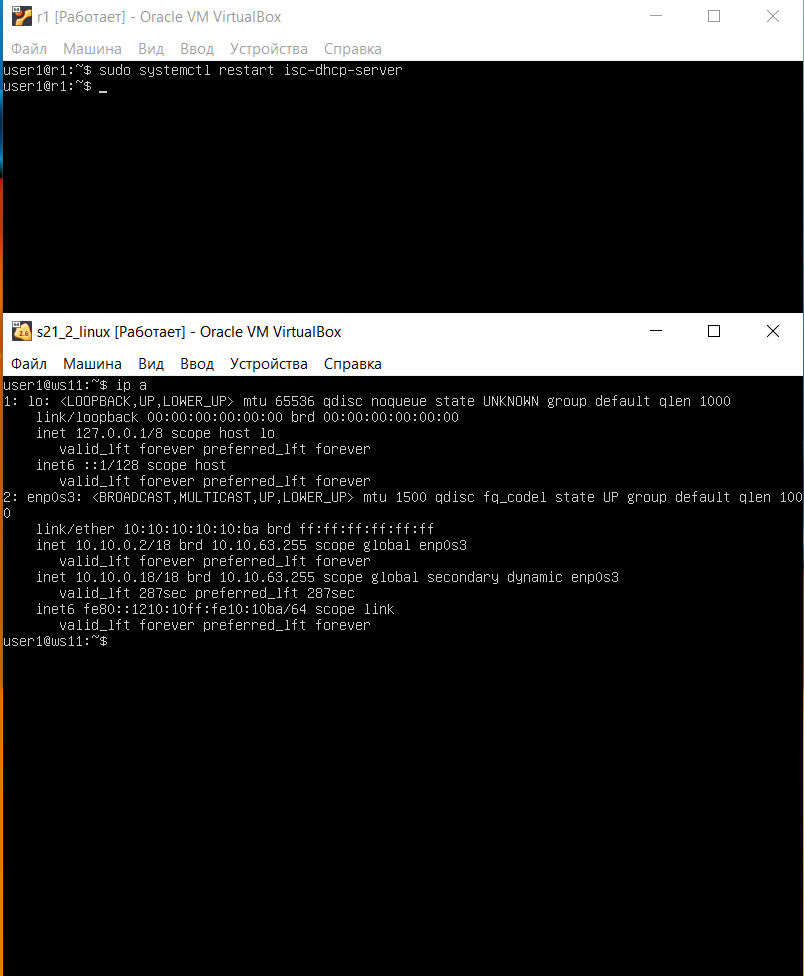 r1 [Работает] - Oracle VM VirtualBox
Файл Машина Вид Ввод Устройства Справка
user1@r1:~$ sudo systemctl restart isc-dhcp-server
user1@r1:~$ _
s21_2_linux [Работает] - Oracle VM VirtualBox
Файл Машина Вид Ввод Устройства Справка
user1@ws11:~$ ip a
1: lo: <LOOPBACK,UP,LOWER_UP> mtu 65536 qdisc noqueue state UNKNOWN group default qlen 1000
    link/loopback 00:00:00:00:00:00 brd 00:00:00:00:00:00
    inet 127.0.0.1/8 scope host lo
       valid_lft forever preferred_lft forever
    inet6 ::1/128 scope host
       valid_lft forever preferred_lft forever
2: enp0s3: <BROADCAST,MULTICAST,UP,LOWER_UP> mtu 1500 qdisc fq_codel state UP group default qlen 100
0
    link/ether 10:10:10:10:10:ba brd ff:ff:ff:ff:ff:ff
    inet 10.10.0.2/18 brd 10.10.63.255 scope global enp0s3
       valid_lft forever preferred_lft forever
    inet 10.10.0.18/18 brd 10.10.63.255 scope global secondary dynamic enp0s3
       valid_lft 287sec preferred_lft 287sec
    inet6 fe80::1210:10ff:fe10:10ba/64 scope link
       valid_lft forever preferred_lft forever
user1@ws11:~$